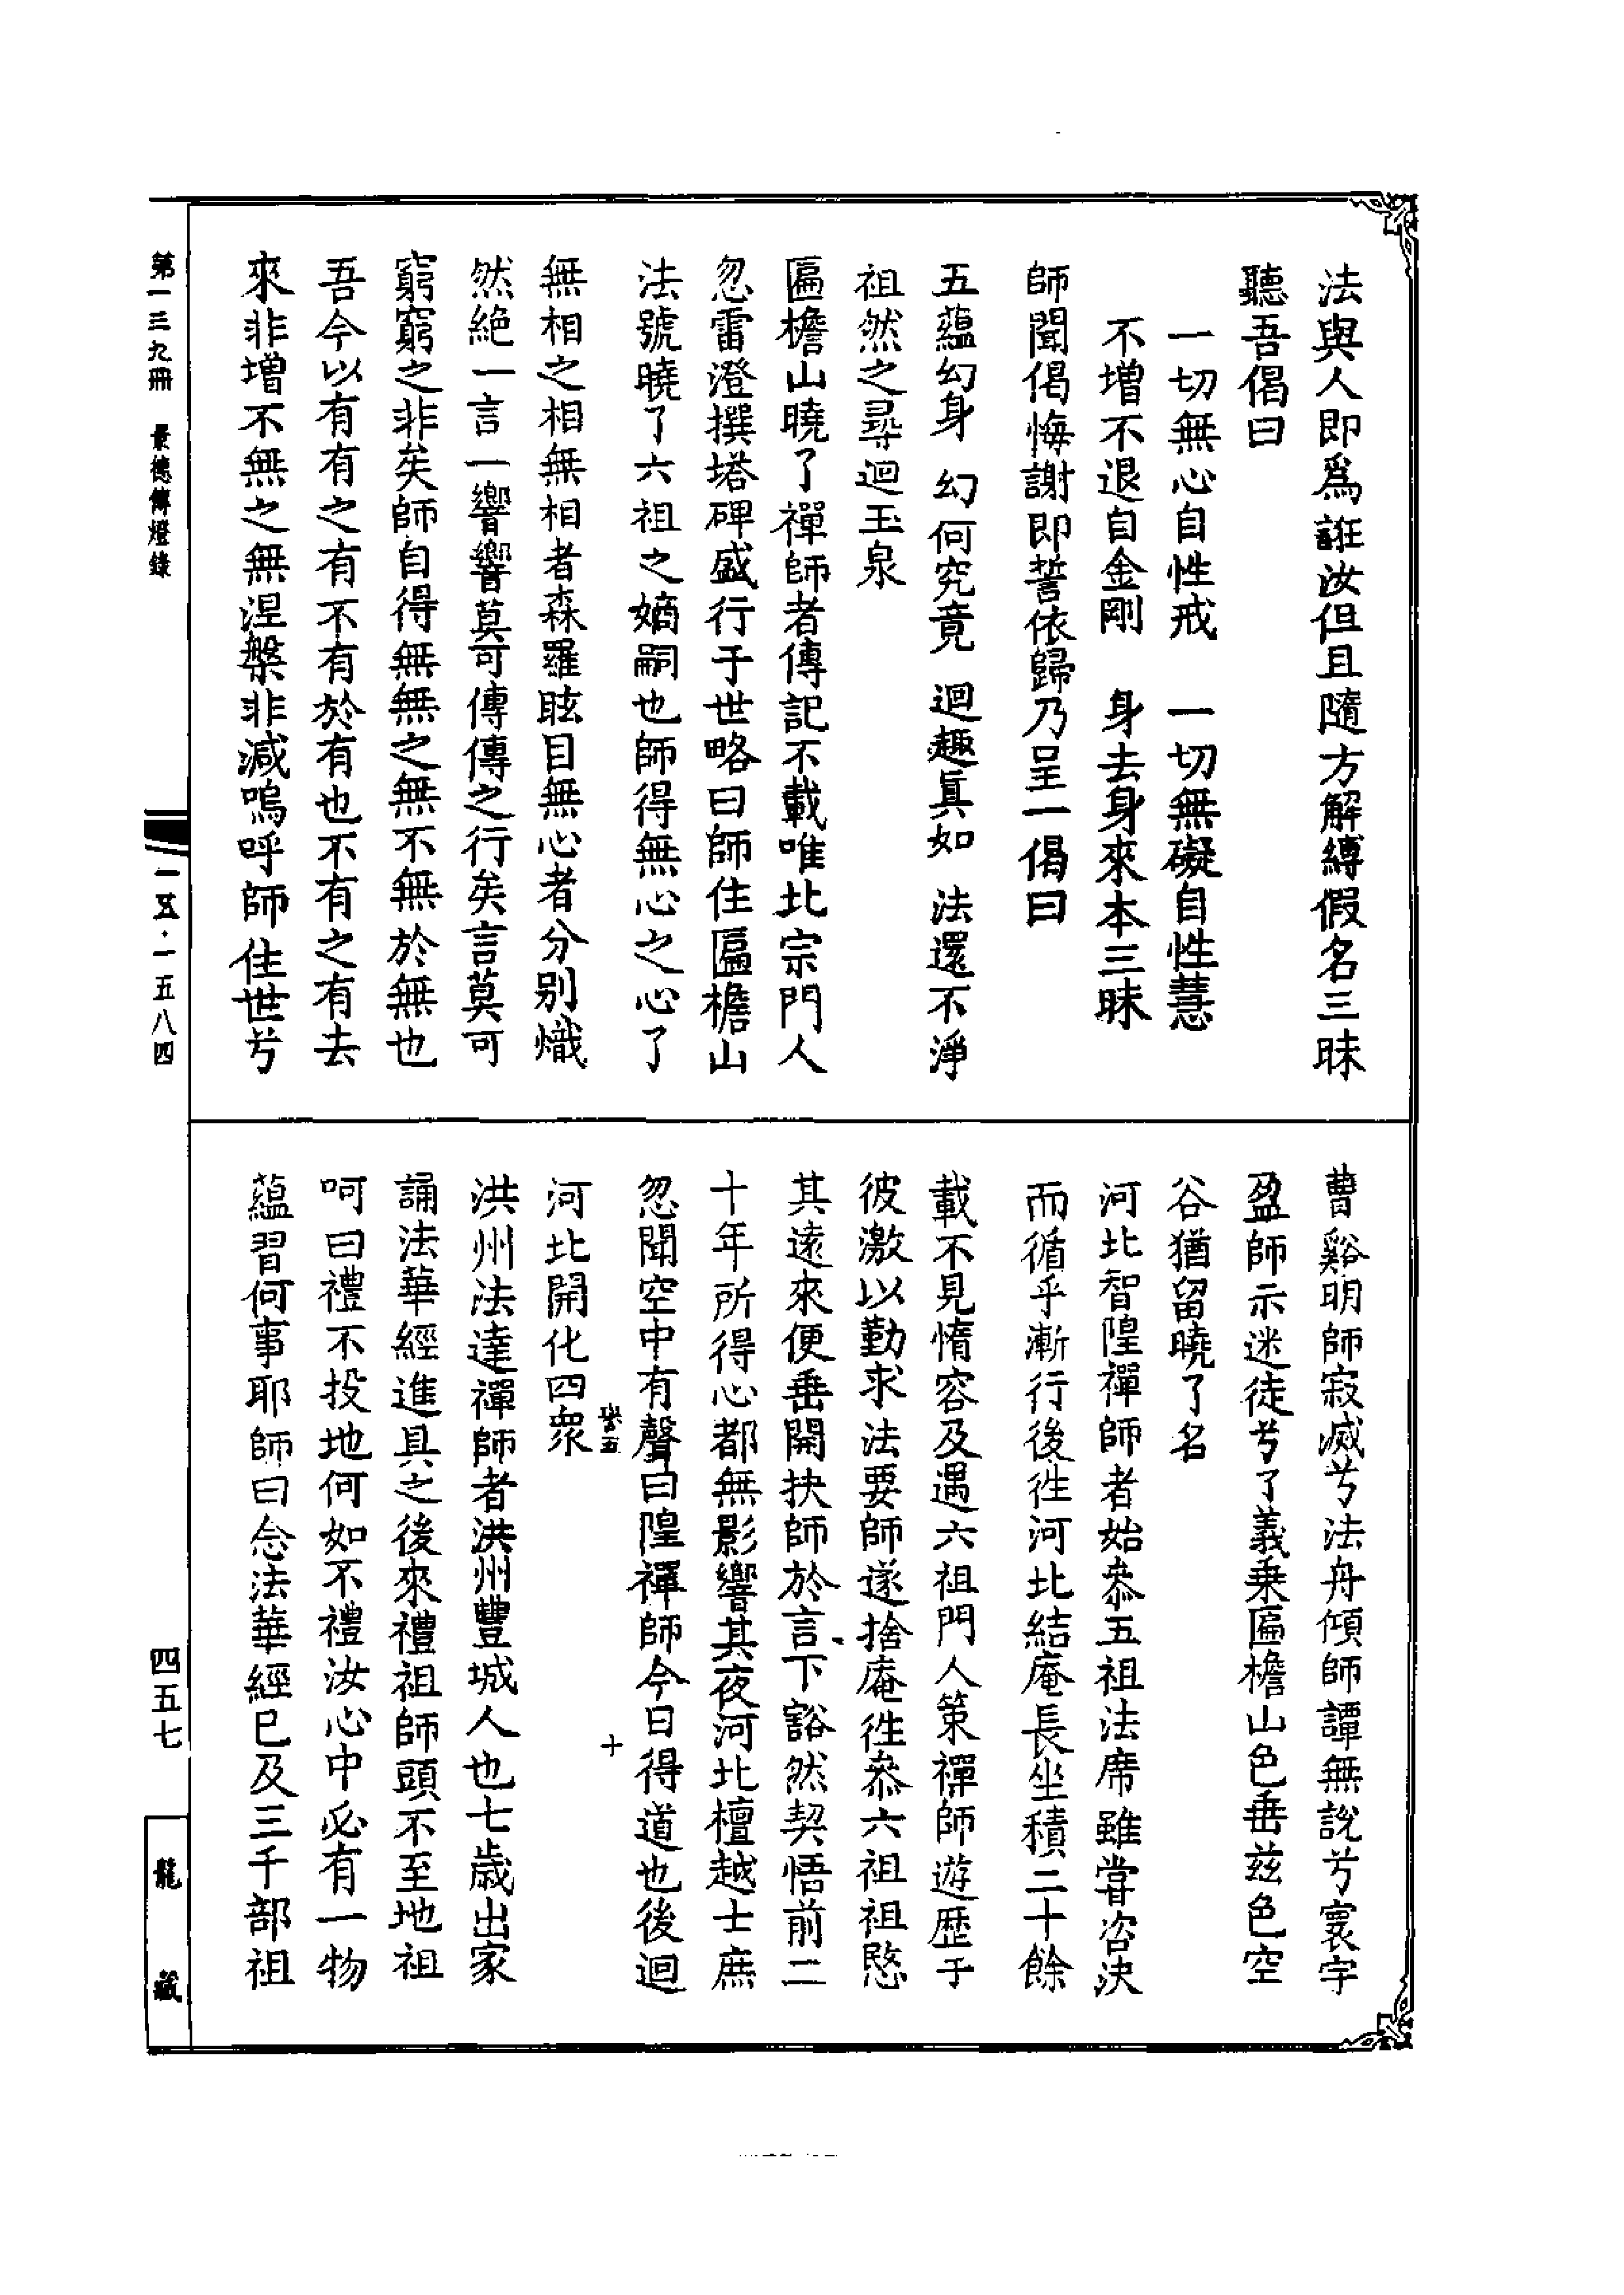 法與人即爲誑汝但且隨方解縛假名三昧
聽吾偈曰
一切無心自性戒　一切無礙自性慧
不增不退自金剛　身去身來本三昧
師聞偈悔謝即誓依歸乃呈一偈曰
五蘊幻身　幻何究竟　迴趣真如　法還不淨
祖然之尋迴玉泉
匾檐山曉了禪師者傳記不載唯北宗門人
忽雷澄撰塔碑盛行于世略曰師住匾檐山
法號曉了六祖之嫡嗣也師得無心之心了
無相之相無相者森羅眩目無心者分別熾
然絶一言一響響莫可傳傳之行矣言莫可
窮窮之非矣師自得無無之無不無於無也
吾今以有有之有不有於有也不有之有去
來非增不無之無涅槃非減嗚呼師住世兮
曹谿明師寂滅兮法舟傾師譚無說兮寰宇
盈師示迷徒兮了義乗匾檐山色垂茲色空
谷猶留曉了名
河北智隍禪師者始叅五祖法席雖嘗咨決
而循乎漸行後徃河北結庵長坐積二十餘
載不見惰容及遇六祖門人策禪師遊歷于
彼激以勤求法要師遂捨庵徃叅六祖祖愍
其遠來便垂開抉師於言下豁然契悟前二
十年所得心都無影響其夜河北檀越士庶
忽聞空中有聲曰隍禪師今日得道也後迴
河北開化四衆
十
洪州法達禪師者洪州豐城人也七歲出家
誦法華經進具之後來禮祖師頭不至地祖
呵曰禮不投地何如不禮汝心中必有一物
蘊習何事耶師曰念法華經已及三千部祖
第一三九冊　景德傳燈錄
一五·一五八四
四五七
龍藏